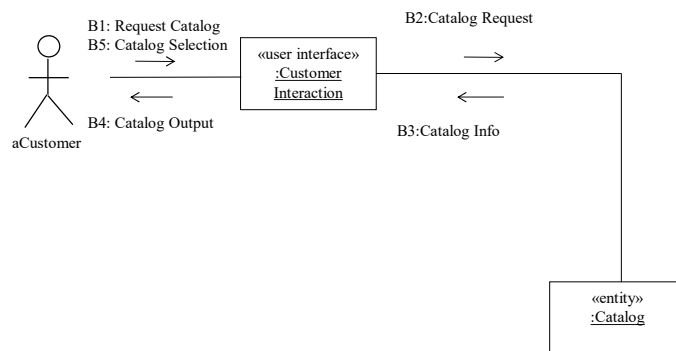 B1: Request Catalog
B5: Catalog Selection
B2:Catalog Request
«user interface»
:Customer
Interaction
B4: Catalog Output
B3:Catalog Info
aCustomer
«entity»
:Catalog